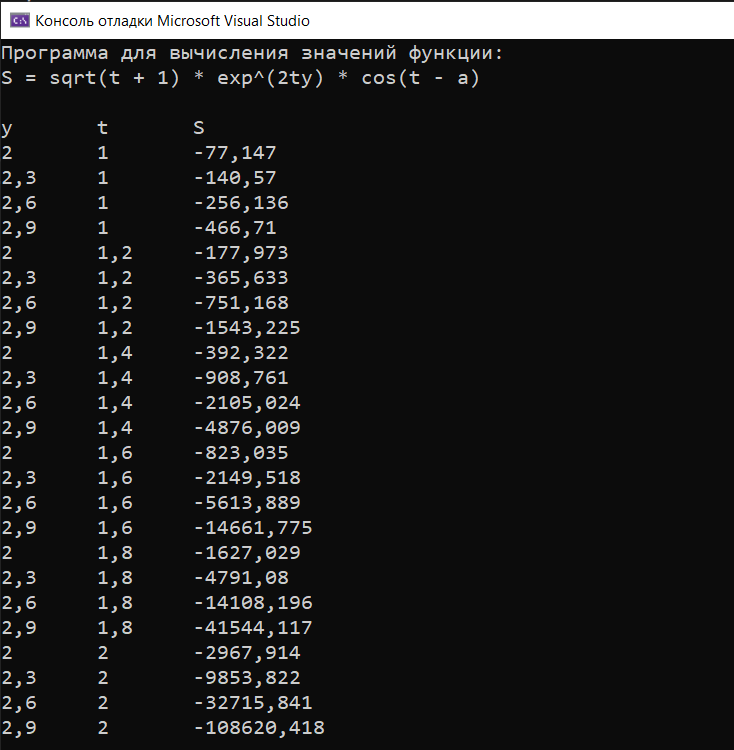 Консоль отладки Microsoft Visual Studio
Программа для вычисления значений функции:
S = sqrt(t + 1) * exp^(2ty) * cos(t - a)
y t S
2 1 -77,147
2,3 1 -140,57
2,6 1 -256,136
2,9 1 -466,71
2 1,2 -177,973
2,3 1,2 -365,633
2,6 1,2 -751,168
2,9 1,2 -1543,225
2 1,4 -392,322
2,3 1,4 -908,761
2,6 1,4 -2105,024
2,9 1,4 -4876,009
2 1,6 -823,035
2,3 1,6 -2149,518
2,6 1,6 -5613,889
2,9 1,6 -14661,775
2 1,8 -1627,029
2,3 1,8 -4791,08
2,6 1,8 -14108,196
2,9 1,8 -41544,117
2 2 -2967,914
2,3 2 -9853,822
2,6 2 -32715,841
2,9 2 -108620,418